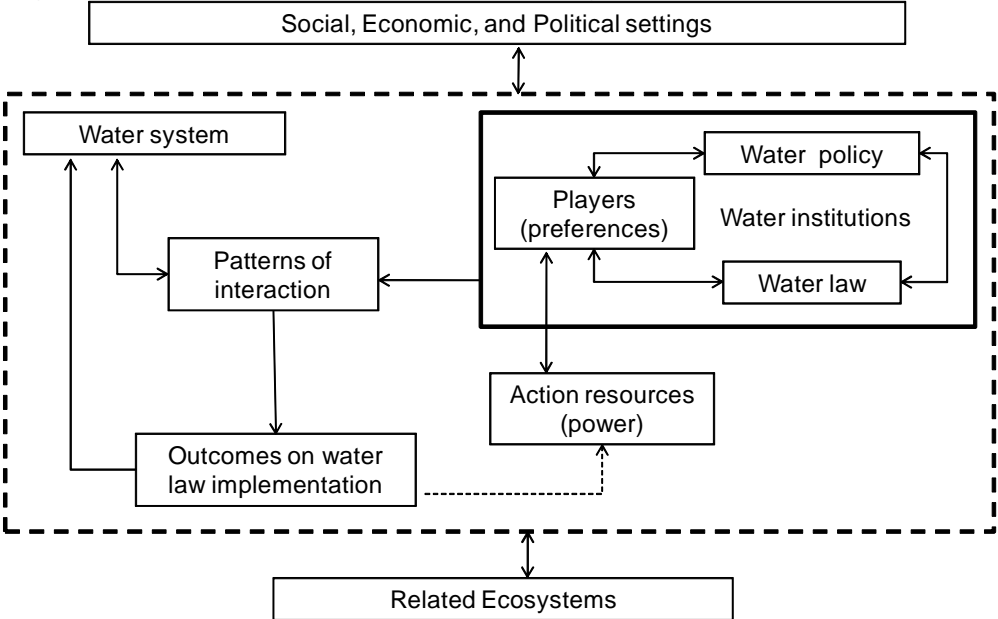 Social, Economic, and Political settings
Water system
Water policy
Players
(preferences)
Water institutions
Patterns of
interaction
Water law
Action resources
(power)
Outcomes on water
law implementation
Related Ecosystems